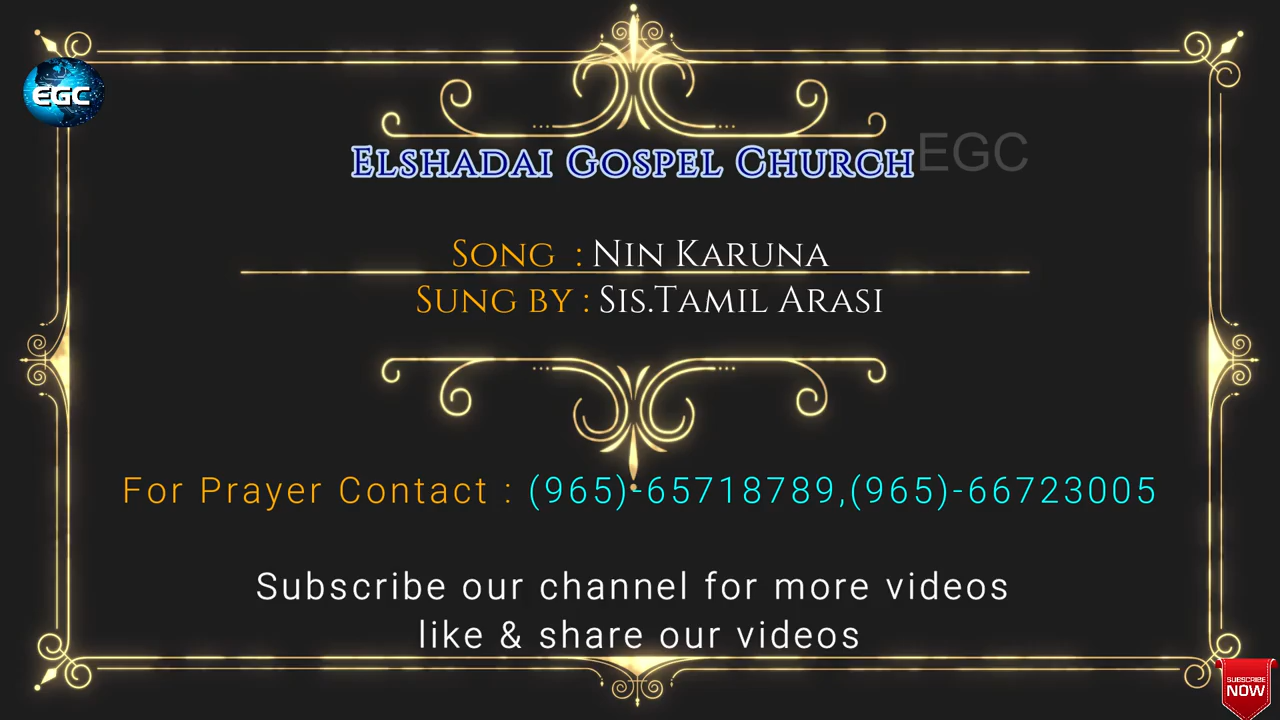 EGC
Elshadai Gospel Church EGC
Song : Nin Karuna
Sung by : Sis.Tamil Arasi
For Prayer Contact : (965)-65718789,(965)-66723005
Subscribe our channel for more videos
like & share our videos
SUBSCRIBE
NOW